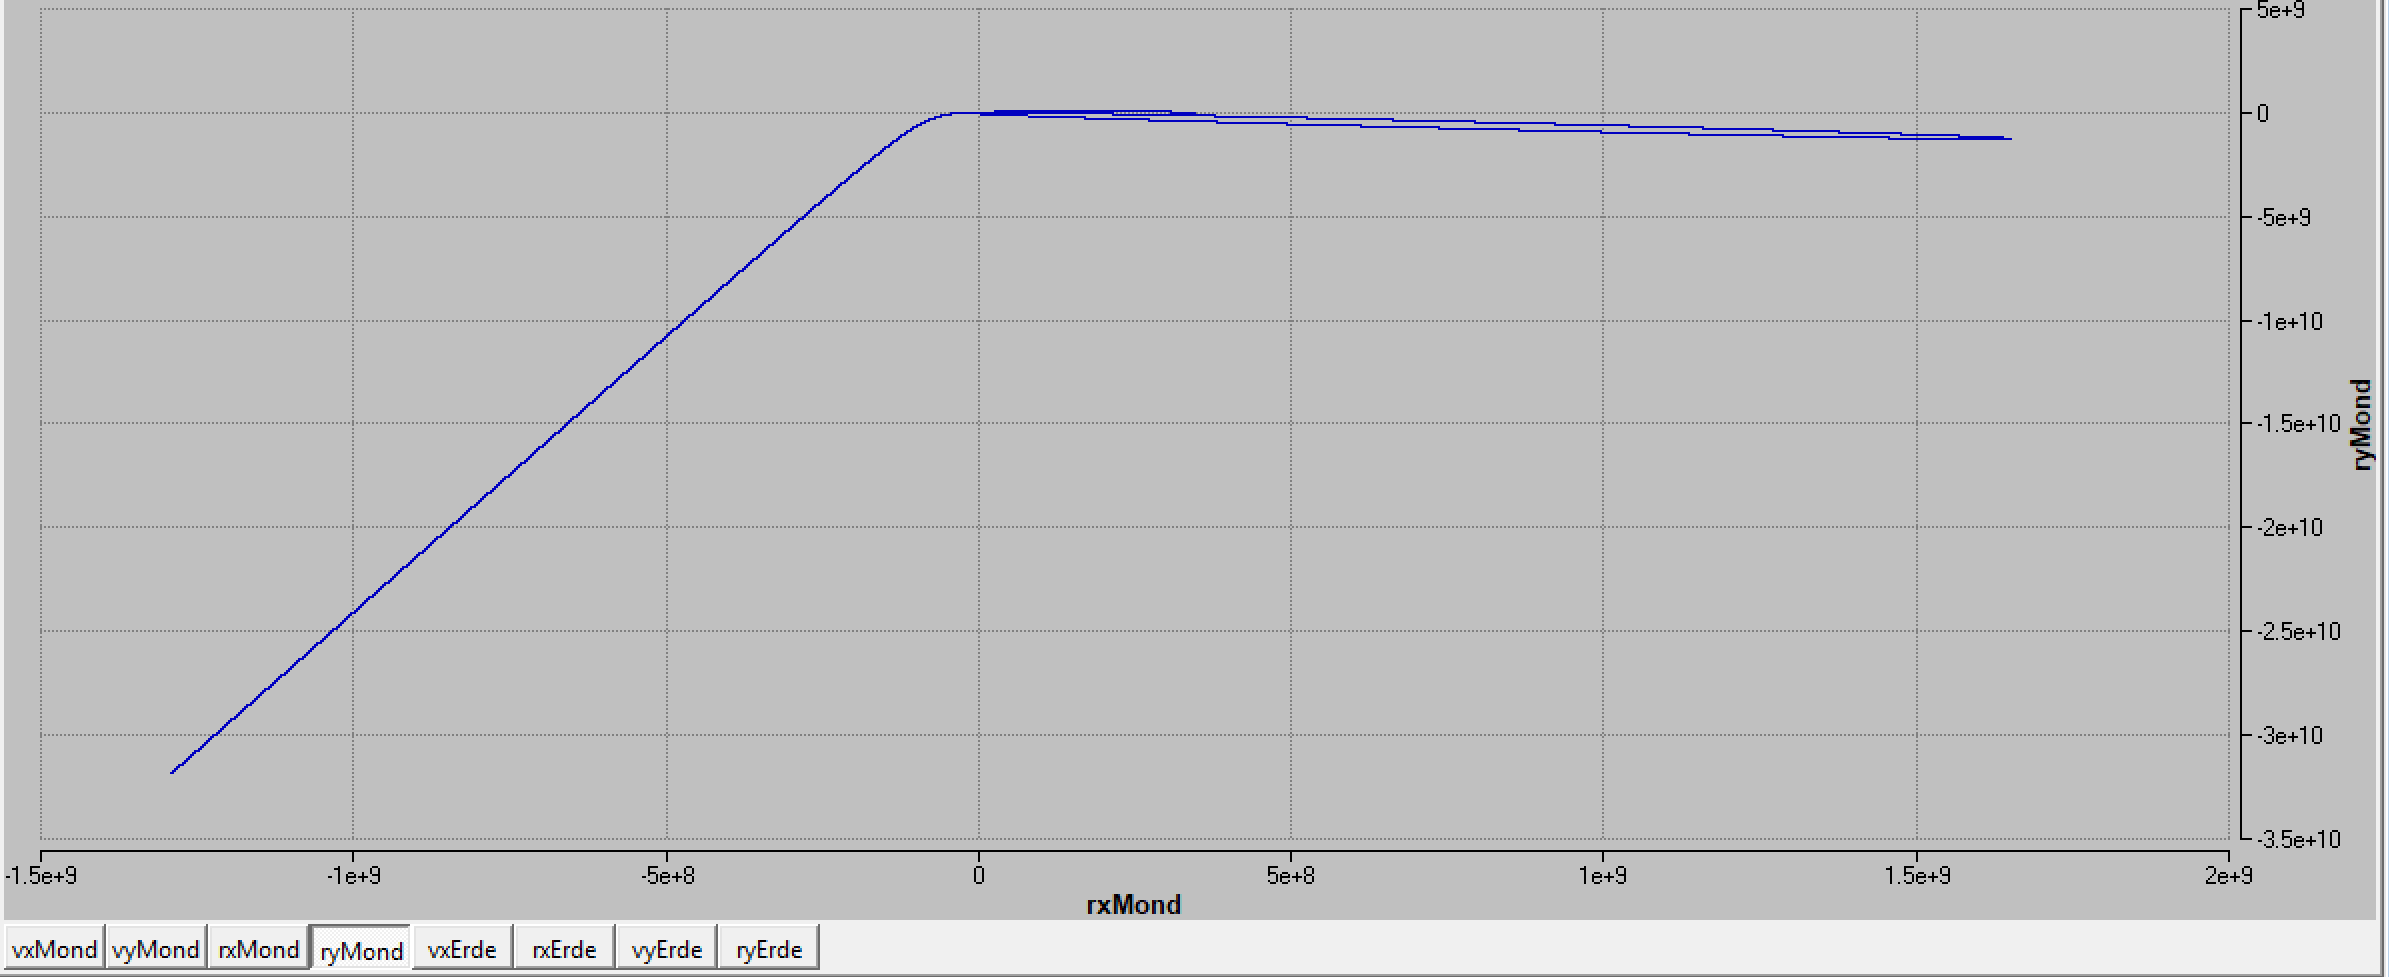 5e+9
0
-5e+9
-1e+10
-1.5e+10
-2e+10
-2.5e+10
-3e+10
-3.5e+10
ryMond
-1.5e+9 -1e+9 -5e+8 0 5e+8 1e+9 1.5e+9 2e+9
rxMond
vxMond vyMond rxMond ryMond vxErde rxErde vyErde ryErde